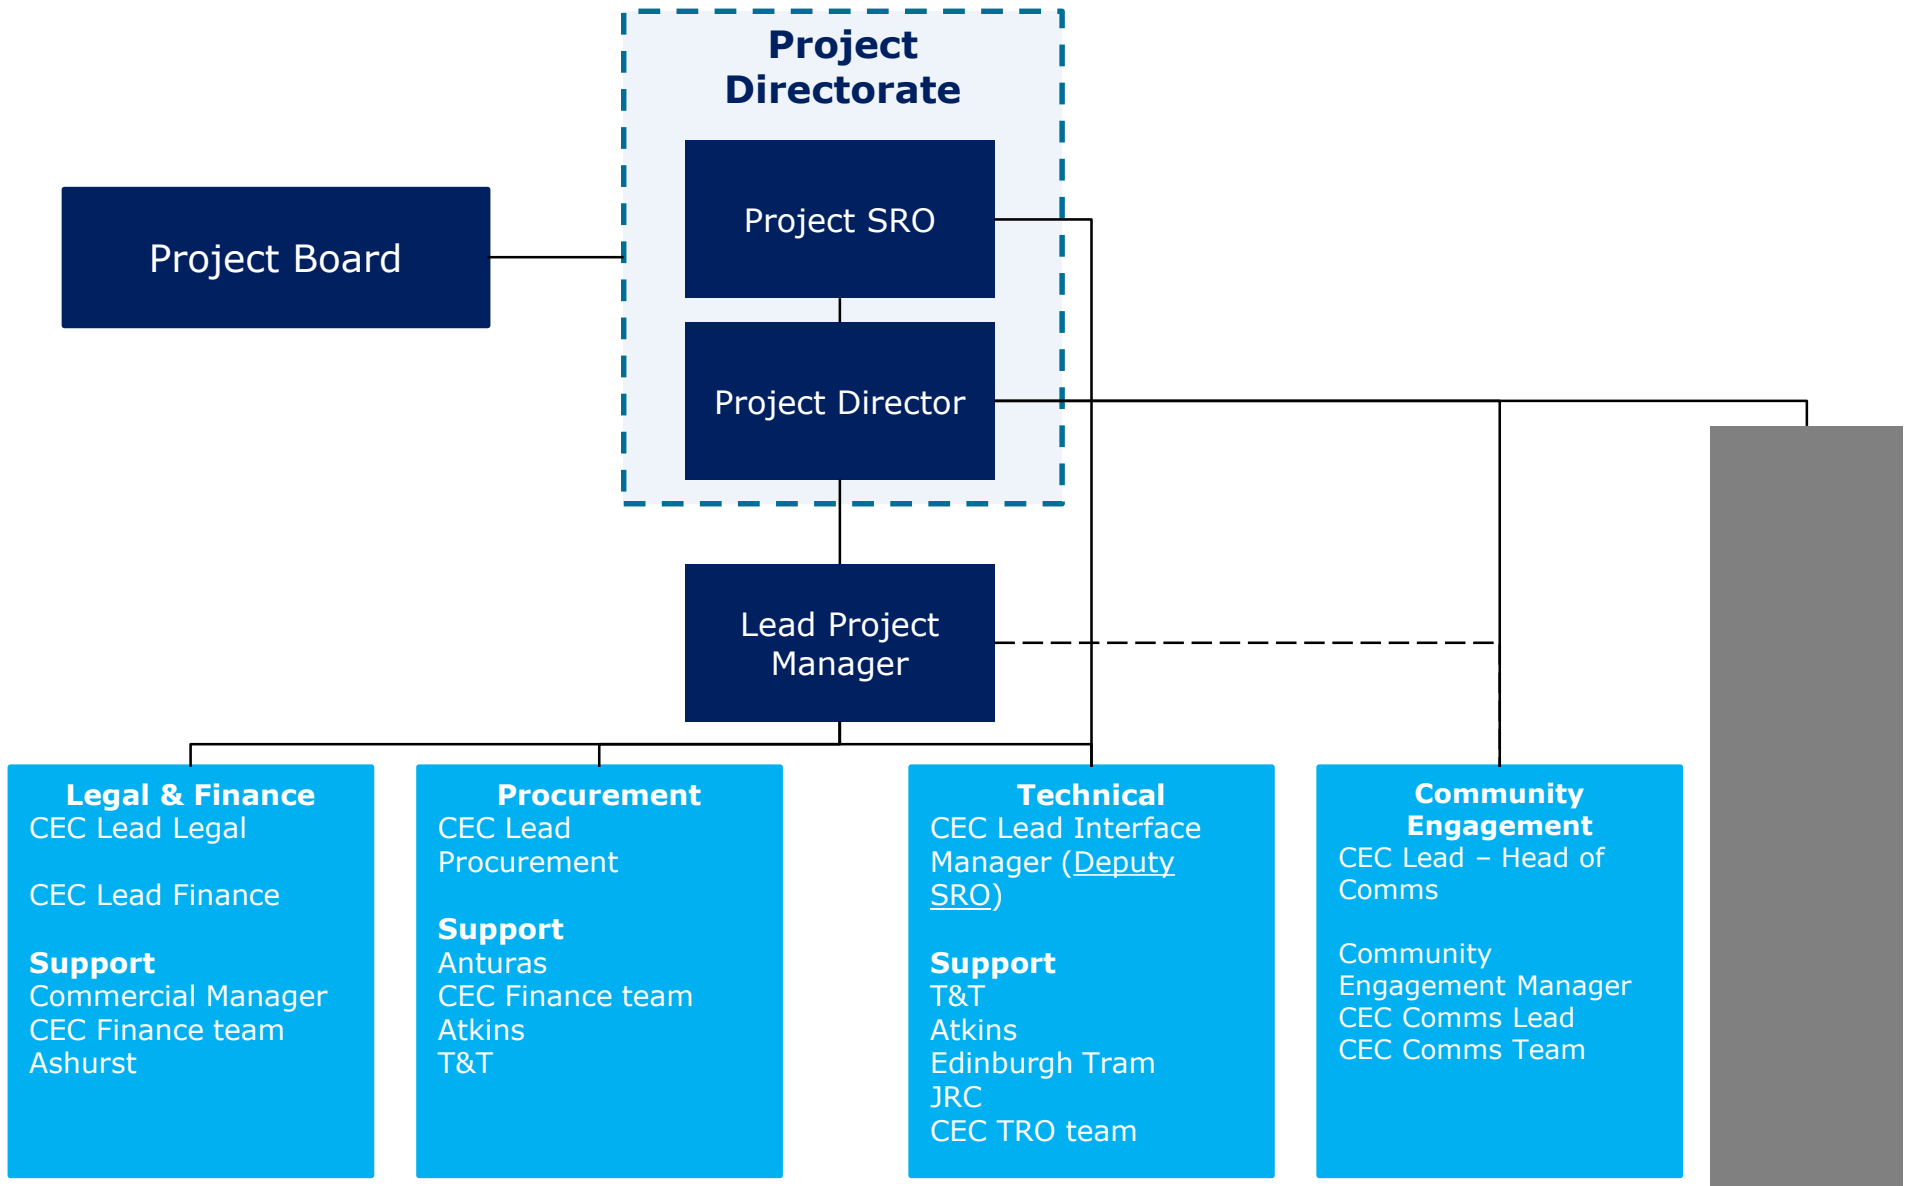 Project
Directorate
Project SRO
Project Board
Project Director
Lead Project
Manager
Legal & Finance
CEC Lead Legal
CEC Lead Finance
Support
Commercial Manager
CEC Finance team
Ashurst
Procurement
CEC Lead
Procurement
Support
Anturas
CEC Finance team
Atkins
T&T
Technical
CEC Lead Interface
Manager (Deputy
SRO)
Support
T&T
Atkins
Edinburgh Tram
JRC
CEC TRO team
Community
Engagement
CEC Lead – Head of
Comms
Community
Engagement Manager
CEC Comms Lead
CEC Comms Team